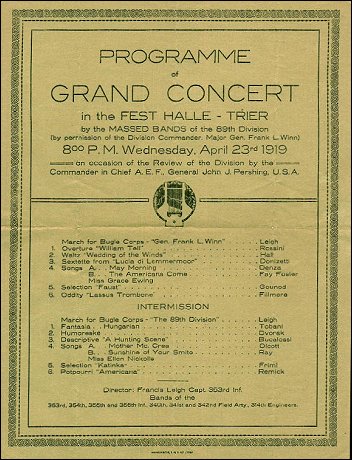 PROGRAMME
of
GRAND CONCERT
in the FEST HALLE - TRIER
by the MASSED BANDS of the 89th Division
(by permission of the Division Commander, Major Gen. Frank L. Winn)
8:00 P.M. Wednesday, April 23rd 1919
on occasion of the Review of the Division by the
Commander in Chief A.E.F., General John J. Pershing, U.S.A.
March for Bugle Corps - "Gen. Frank L. Winn" . . Leigh
1. Overture "William Tell" . . Rossini
2. Waltz "Wedding of the Winds" . . Hall
3. Sextette from "Lucia di Lammermoor" . . Donizetti
4. Songs A... May Morning . . Denza
B... The Americans Come . . Fay Foster
Miss Grace Ewing
5. Selection "Faust" . . Gounod
6. Oddity "Lassus Trombone" . . Fillmore
INTERMISSION
March for Bugle Corps - "The 89th Division" . . Leigh
1. Fantasia . Hungarian . . Tobani
2. Humoreske . . Dvorak
3. Descriptive "A Hunting Scene" . . Bucalossi
4. Songs A... Mother Mc. Cree . . Olcott
B... Sunshine of Your Smile . . Ray
Miss Ellen Nickolle
5. Selection "Katinka" . . Friml
6. Potpourri "Americana" . . Remick
Director: Francis Leigh Capt. 353rd Inf.
Bands of the
353rd, 354th, 355th and 356th Inf., 340th, 341st and 342nd Field Arty., 314th Engineers.